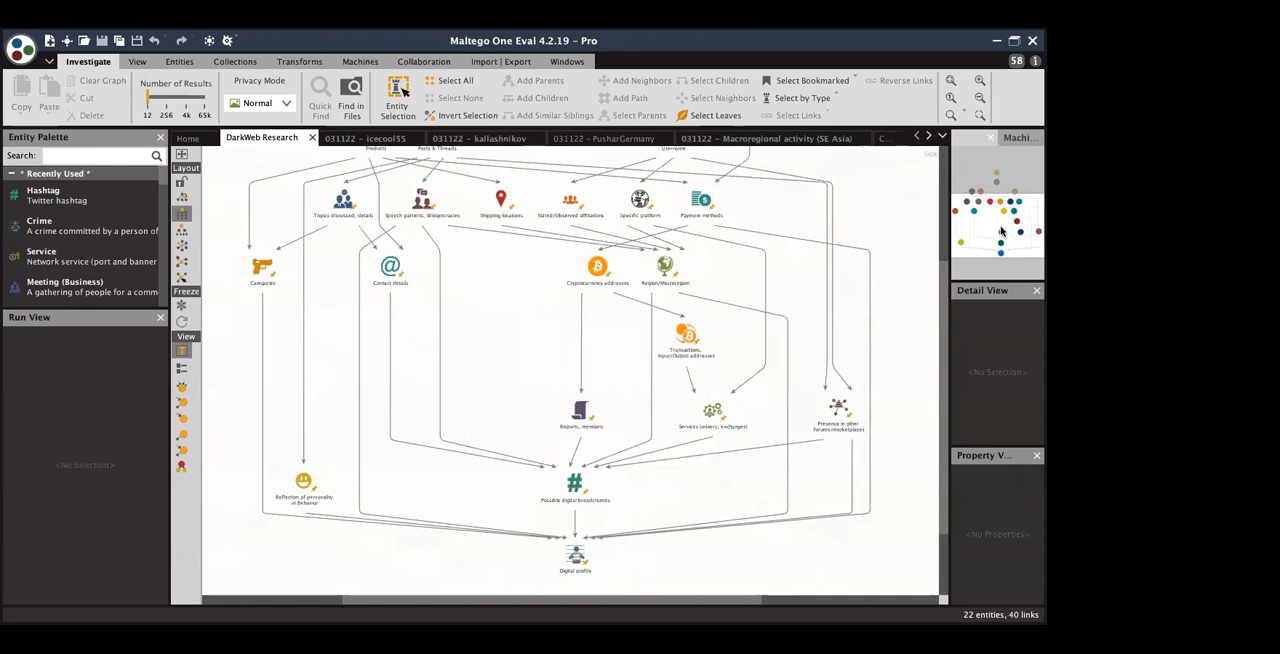 Maltego One Eval 4.2.19 - Pro
Investigate View Entities Collections Transforms Machines Collaboration Import | Export Windows 58
Copy Paste Clear Graph Cut Delete
Number of Results
12 256 4k 65k
Privacy Mode
Normal
Quick Find
Find in Files
Entity Selection
Select All
Select None
Invert Selection
Add Parents
Add Children
Add Similar Siblings
Add Neighbors
Add Path
Select Parents
Select Children
Select Neighbors
Select Leaves
Select Bookmarked
Select by Type
Select Links
Reverse Links
Entity Palette
Home DarkWeb Research 031122 - icecool55 031122 - kallashnikov 031122 - PusharGermany 031122 - Macroregional activity (SE Asia) C... Machi...
Search:
* Recently Used *
Hashtag
Twitter hashtag
Crime
A crime committed by a person of
Service
Network service (port and banner
Meeting (Business)
A gathering of people for a comm
Run View
<No Selection>
Layout
Freeze
View
Products Posts & Threads Username
Topics discussed, details
Speech patterns, idiosyncrasies
Shipping locations
Stated/Observed affiliations
Specific platform
Payment methods
Categories
Contact details
Cryptocurrency addresses
Region/Macroregion
Transactions,
Input/Output addresses
Reports, mentions
Services (mixers, exchanges)
Presence in other
forums/marketplaces
Reflection of personality
in behavior
Possible digital breadcrumbs
Digital profile
Detail View
<No Selection>
Property V...
<No Properties>
22 entities, 40 links